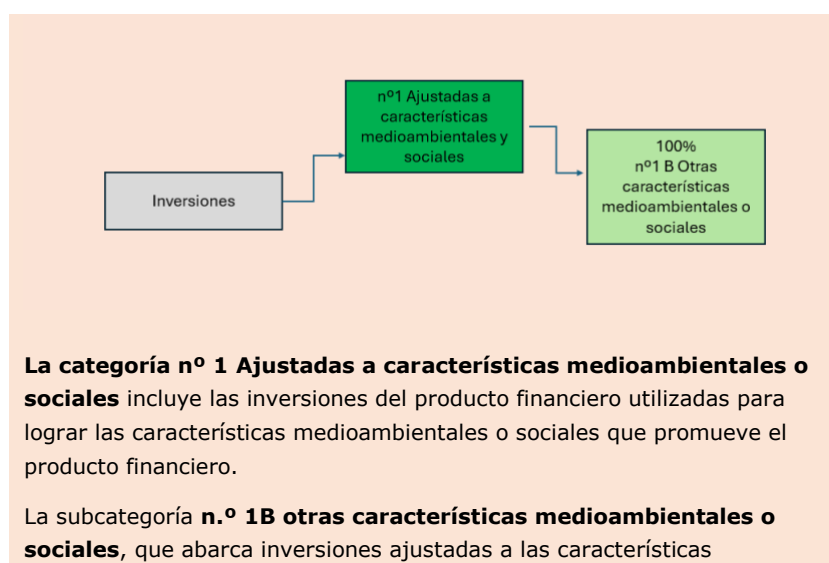 nº1 Ajustadas a
características
medioambientales y
sociales
100%
nº1 B Otras
características
medioambientales o
sociales
Inversiones
La categoría nº 1 Ajustadas a características medioambientales o
sociales incluye las inversiones del producto financiero utilizadas para
lograr las características medioambientales o sociales que promueve el
producto financiero.
La subcategoría n.º 1B otras características medioambientales o
sociales, que abarca inversiones ajustadas a las características